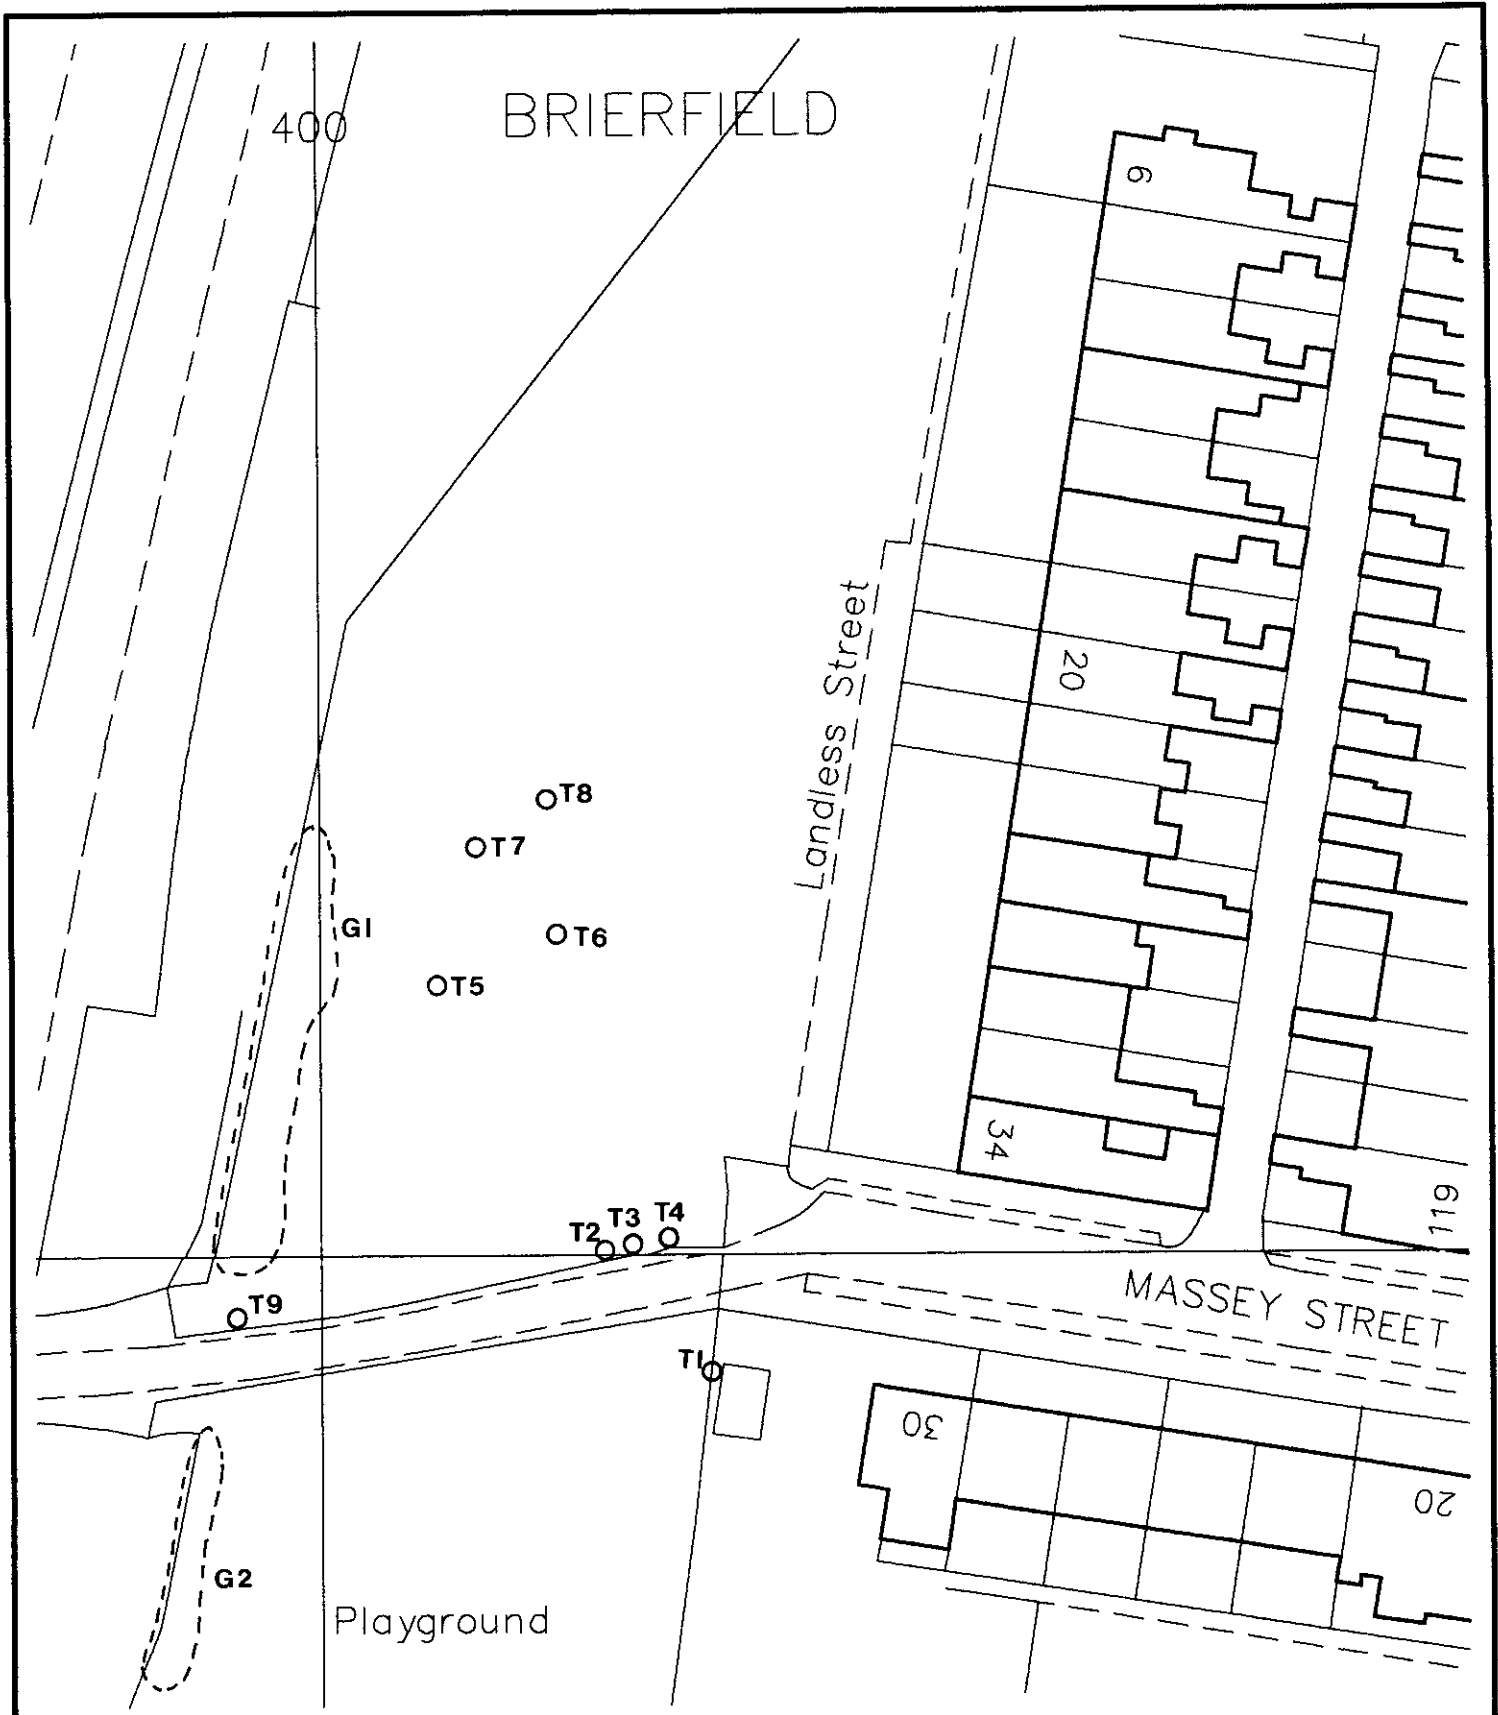 BRIERFIELD
400
6
Landless Street
20
T8
T7
G1
T6
T5
34
119
T2
T3
T4
T9
MASSEY STREET
T1
30
20
G2
Playground